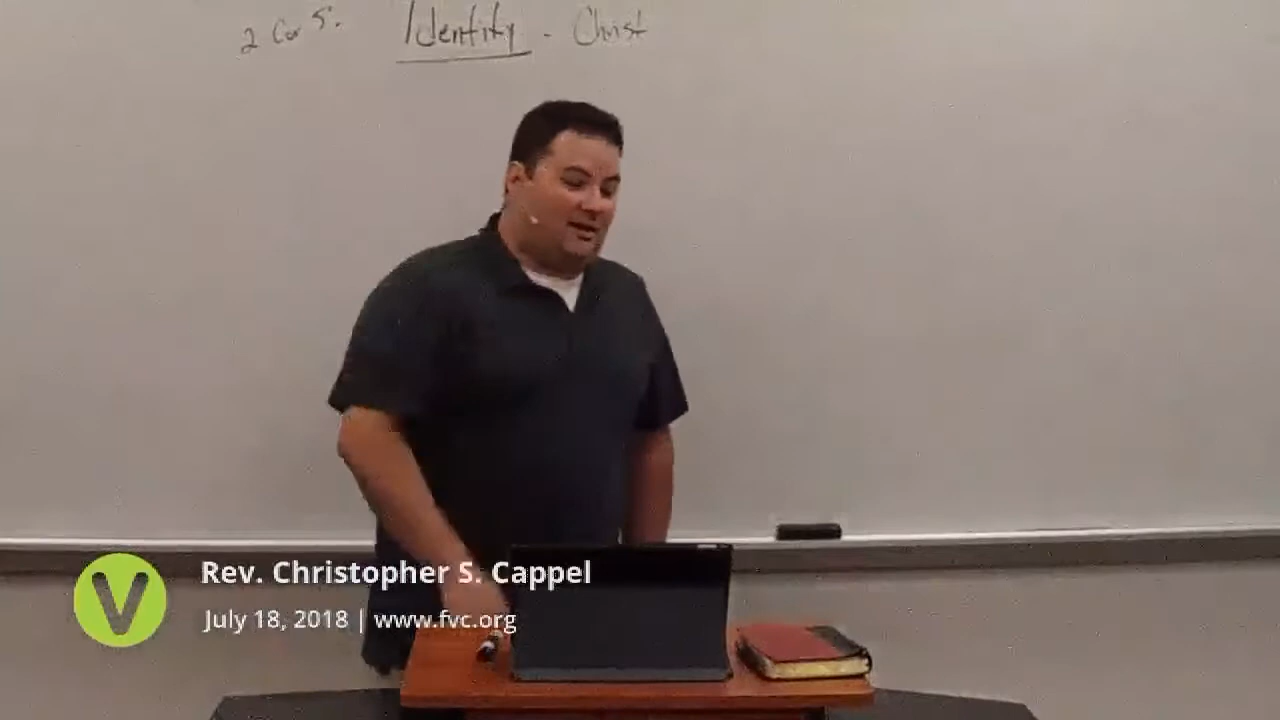 2 Cor 5. Identity - Christ
V
Rev. Christopher S. Cappel
July 18, 2018 | www.fvc.org